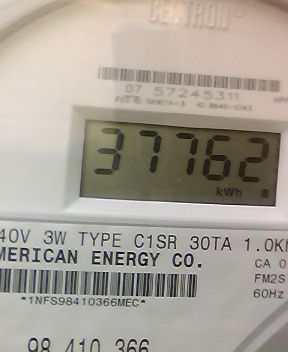 CENTRON®
07 57245311
37762
kWh
40V 3W TYPE C1SR 30TA 1.0K
MERICAN ENERGY CO.
CA 0
FM2S
60Hz
*1NFS98410366MEC*
98 410 366